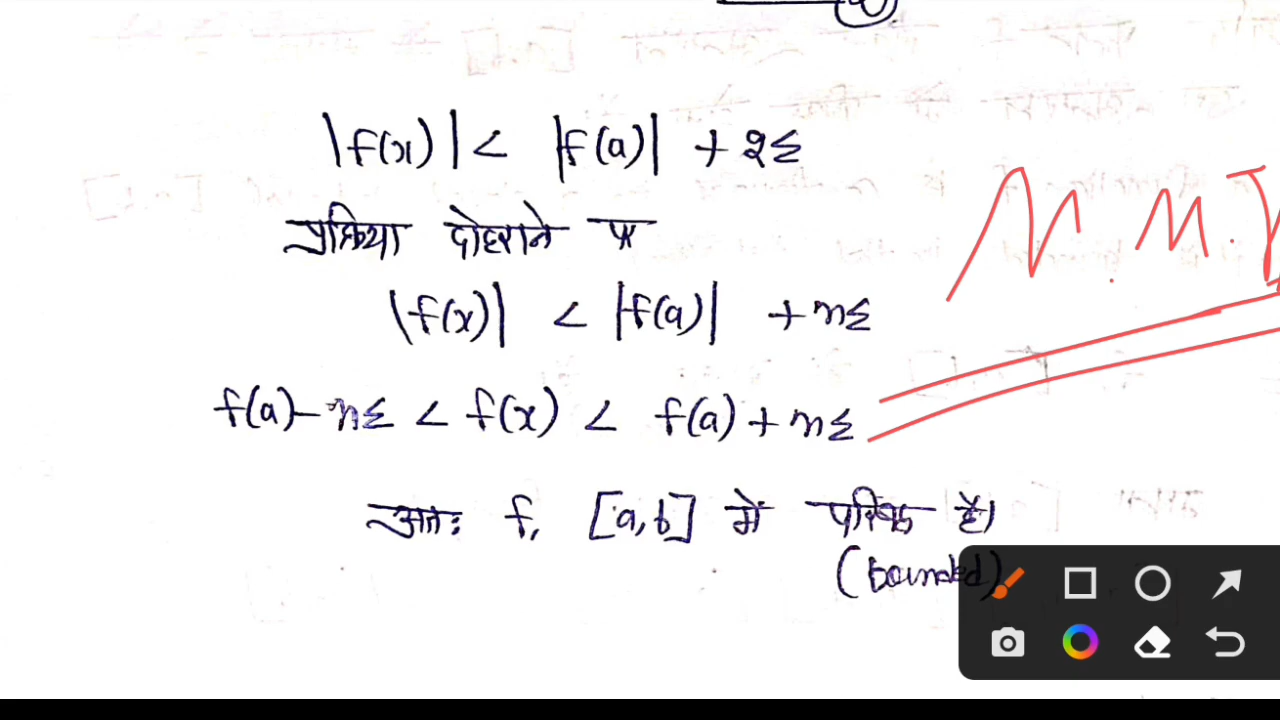 |f(x)| < |f(a)| + 2ε
प्रक्रिया दोहराने पर
|f(x)| < |f(a)| + nε
f(a) - nε < f(x) < f(a) + nε
अतः f, [a,b] में परिबद्ध है।
(bounded)
M. M. I